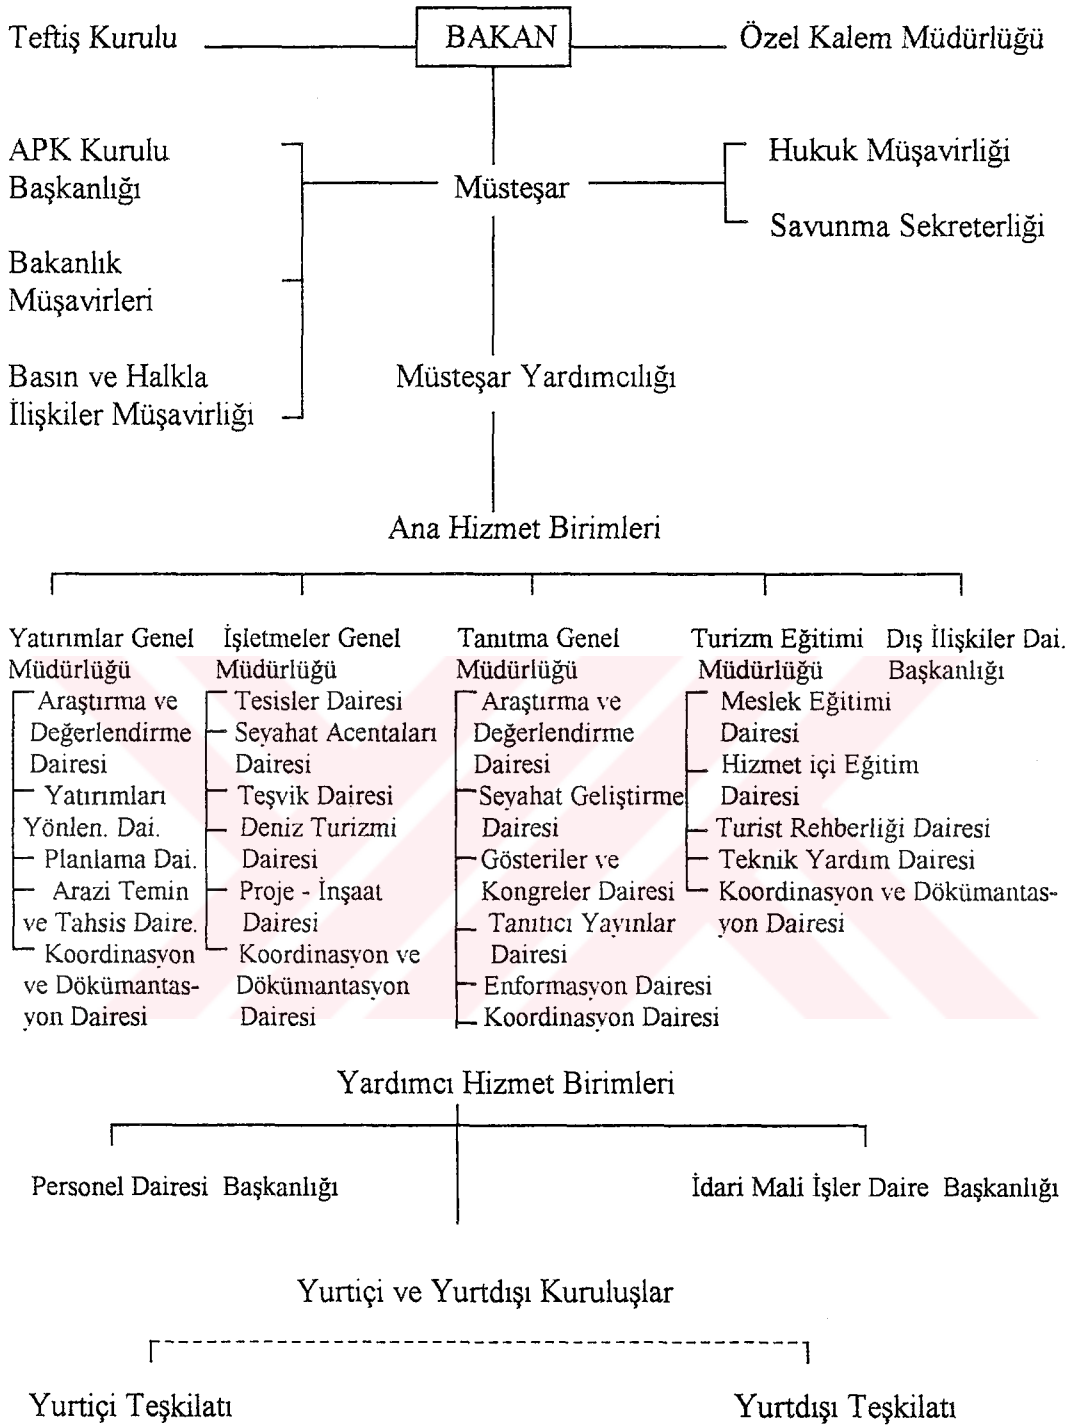 Teftiş Kurulu BAKAN Özel Kalem Müdürlüğü
APK Kurulu
Başkanlığı
Müsteşar
Hukuk Müşavirliği
Savunma Sekreterliği
Bakanlık
Müşavirleri
Basın ve Halkla
İlişkiler Müşavirliği
Müsteşar Yardımcılığı
Ana Hizmet Birimleri
Yatırımlar Genel
Müdürlüğü
Araştırma ve
Değerlendirme
Dairesi
Yatırımları
Yönlen. Dai.
Planlama Dai.
Arazi Temin
ve Tahsis Daire.
Koordinasyon
ve Dökümantas-
yon Dairesi
İşletmeler Genel
Müdürlüğü
Tesisler Dairesi
Seyahat Acentaları
Dairesi
Teşvik Dairesi
Deniz Turizmi
Dairesi
Proje - İnşaat
Dairesi
Koordinasyon ve
Dökümantasyon
Dairesi
Tanıtma Genel
Müdürlüğü
Araştırma ve
Değerlendirme
Dairesi
Seyahat Geliştirme
Dairesi
Gösteriler ve
Kongreler Dairesi
Tanıtıcı Yayınlar
Dairesi
Enformasyon Dairesi
Koordinasyon Dairesi
Turizm Eğitimi
Müdürlüğü
Meslek Eğitimi
Dairesi
Hizmet içi Eğitim
Dairesi
Turist Rehberliği Dairesi
Teknik Yardım Dairesi
Koordinasyon ve Dökümantas-
yon Dairesi
Dış İlişkiler Dai.
Başkanlığı
Yardımcı Hizmet Birimleri
Personel Dairesi Başkanlığı
İdari Mali İşler Daire Başkanlığı
Yurtiçi ve Yurtdışı Kuruluşlar
Yurtiçi Teşkilatı
Yurtdışı Teşkilatı